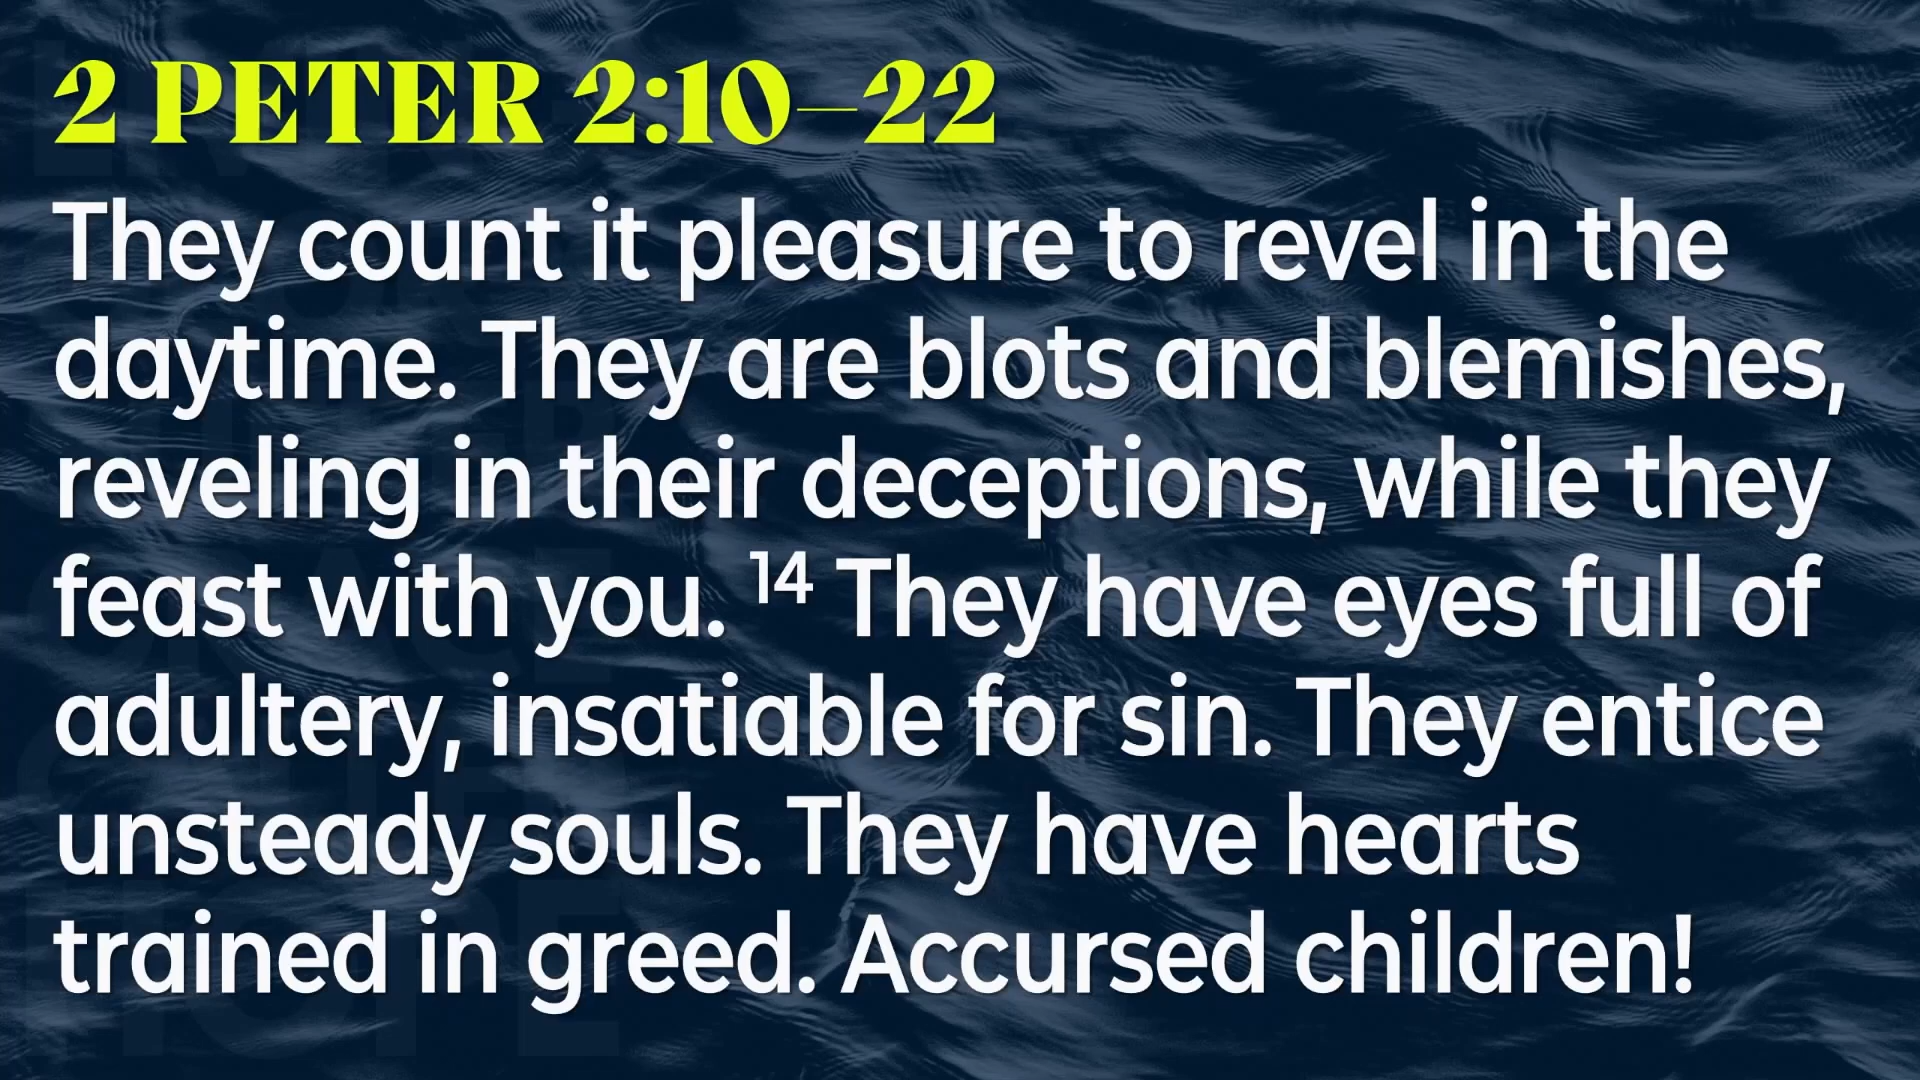 2 PETER 2:10–22
They count it pleasure to revel in the
daytime. They are blots and blemishes,
reveling in their deceptions, while they
feast with you. ¹⁴ They have eyes full of
adultery, insatiable for sin. They entice
unsteady souls. They have hearts
trained in greed. Accursed children!